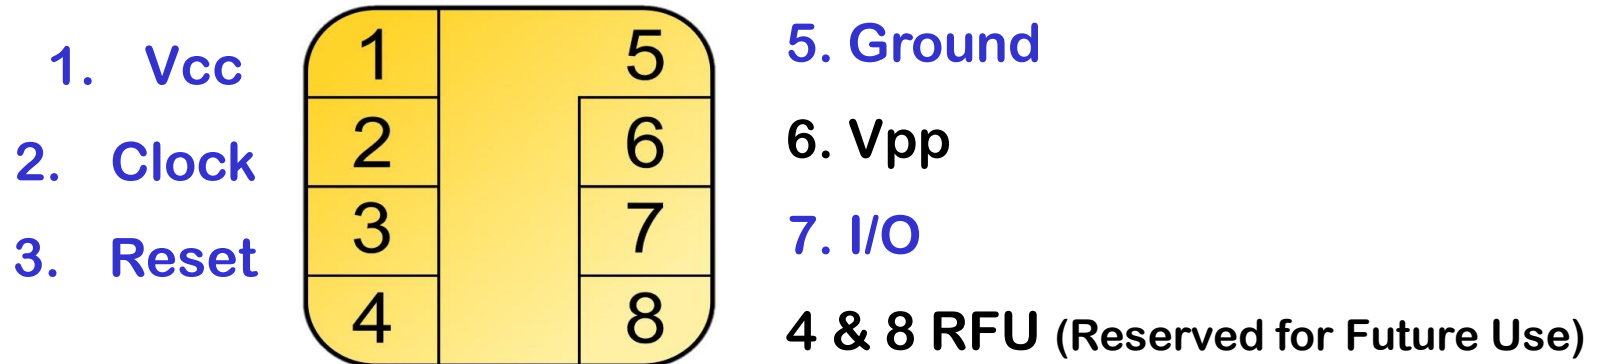 1. Vcc
2. Clock
3. Reset
1
2
3
4
5
6
7
8
5. Ground
6. Vpp
7. I/O
4 & 8 RFU (Reserved for Future Use)